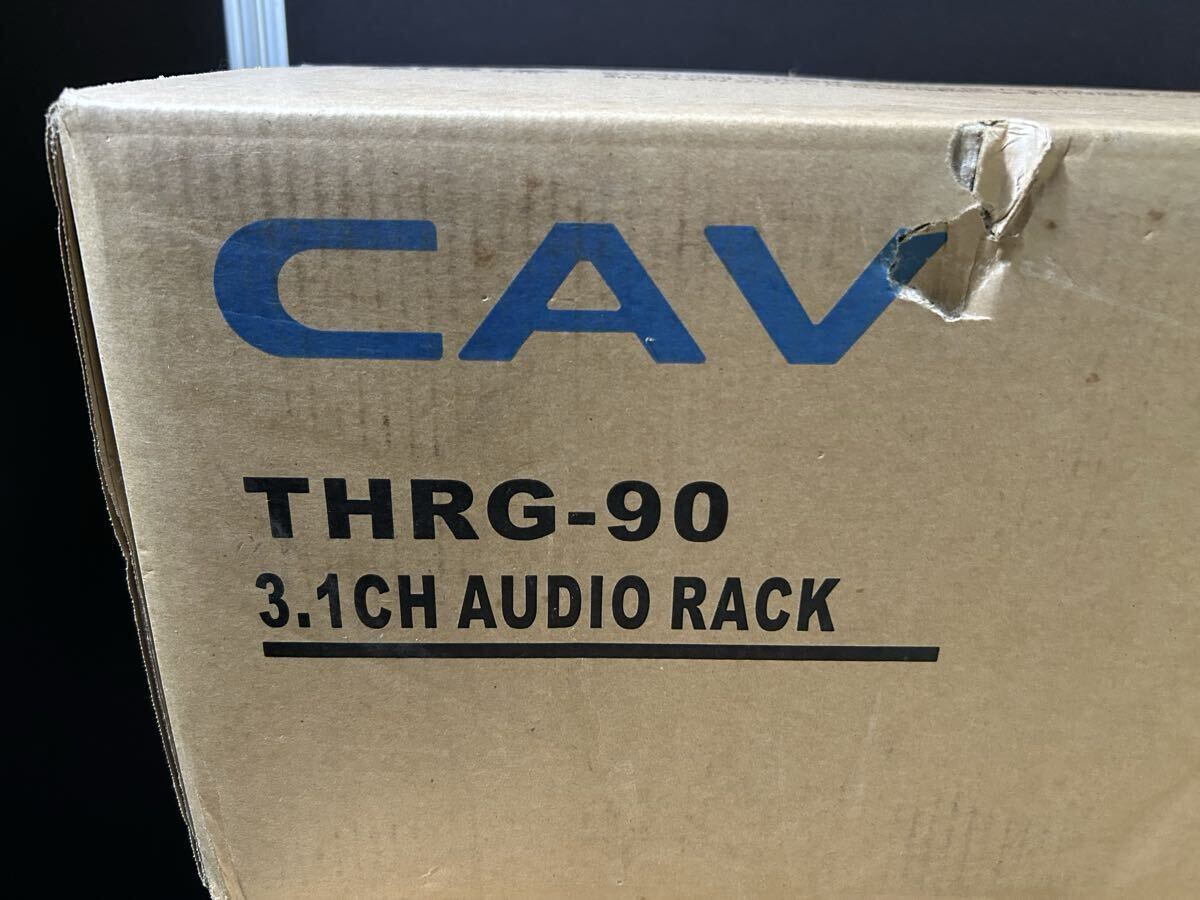 CAV
THRG-90
3.1CH AUDIO RACK